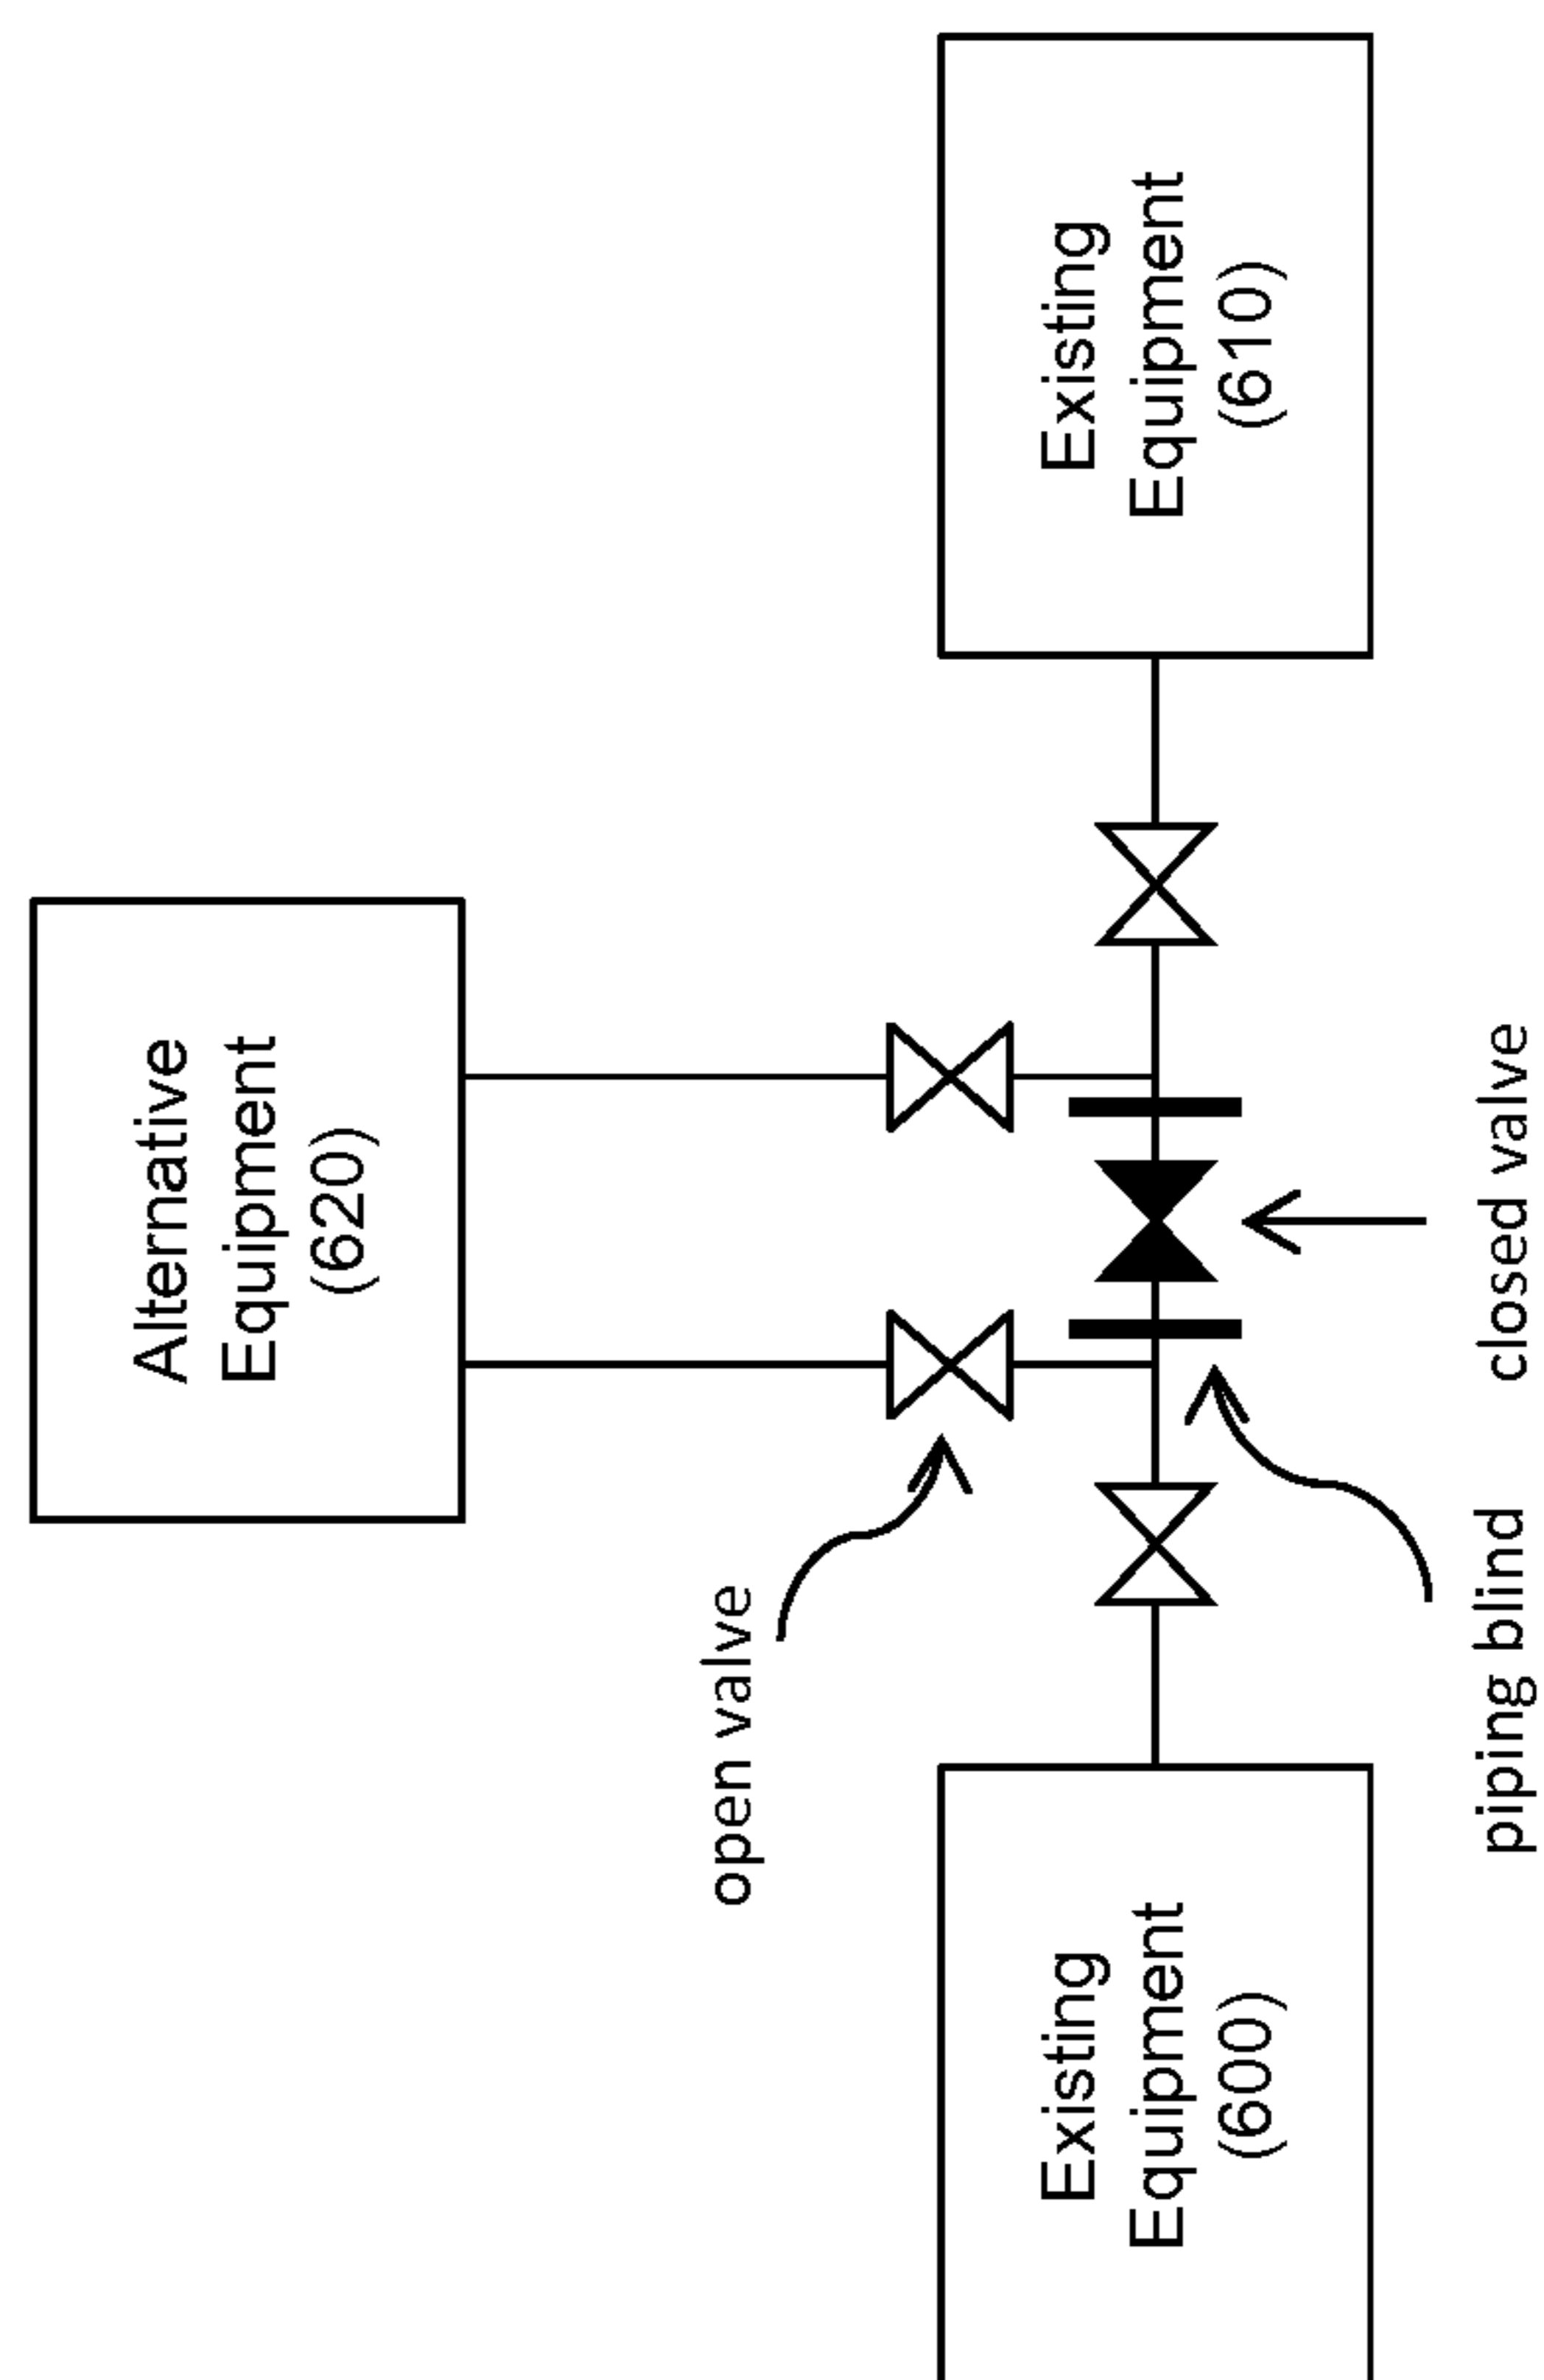 Alternative
Equipment
(620)
open valve
Existing
Equipment
(600)
Existing
Equipment
(610)
piping blind
closed valve